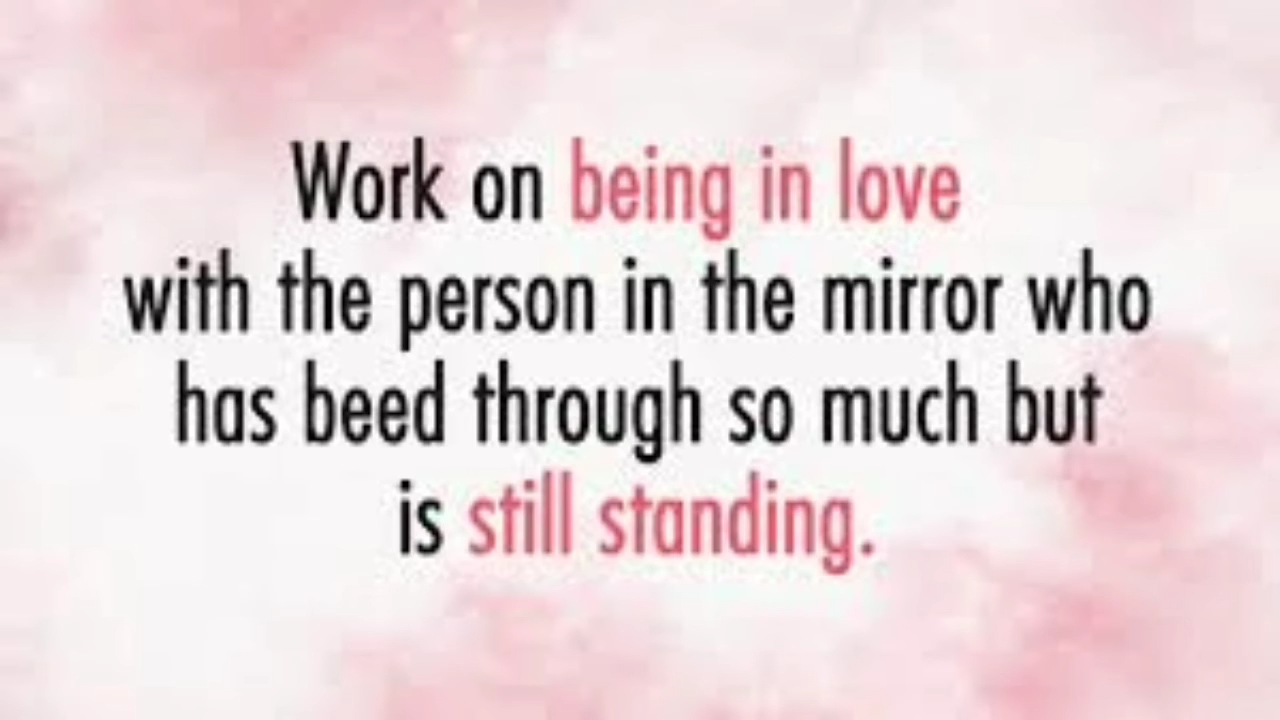 Work on being in love
with the person in the mirror who
has beed through so much but
is still standing.